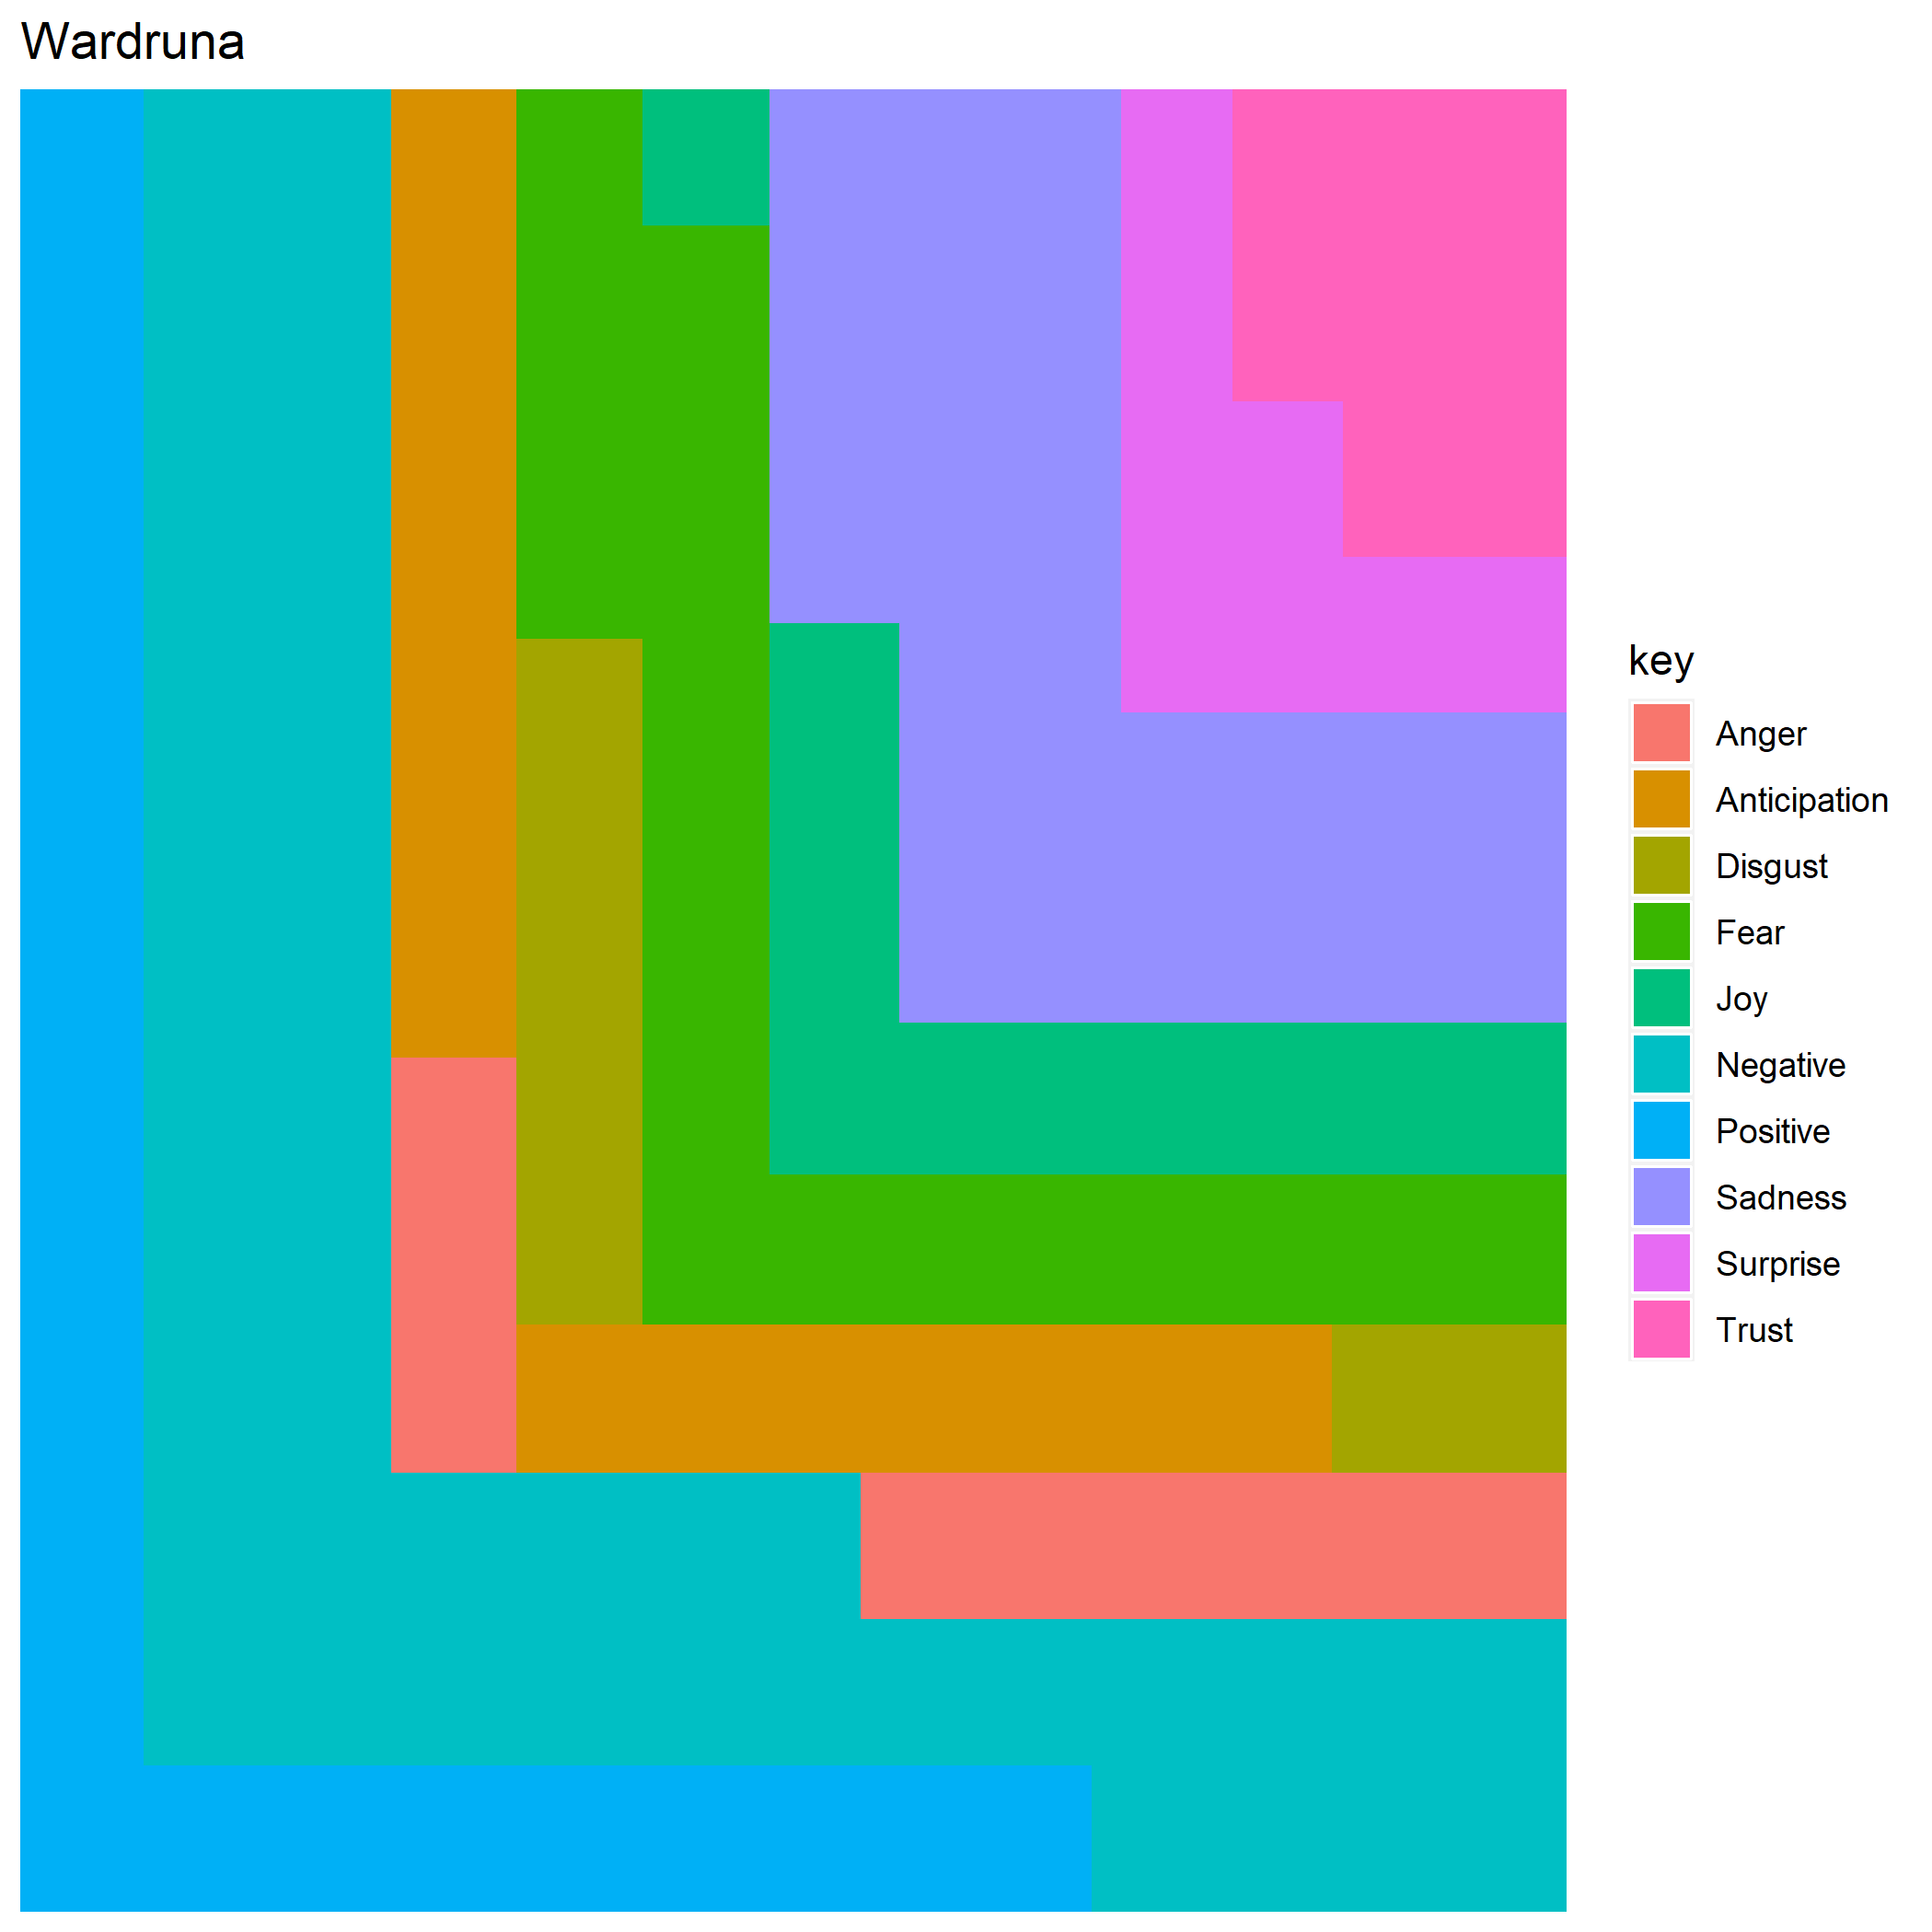 Wardruna
key
Anger
Anticipation
Disgust
Fear
Joy
Negative
Positive
Sadness
Surprise
Trust